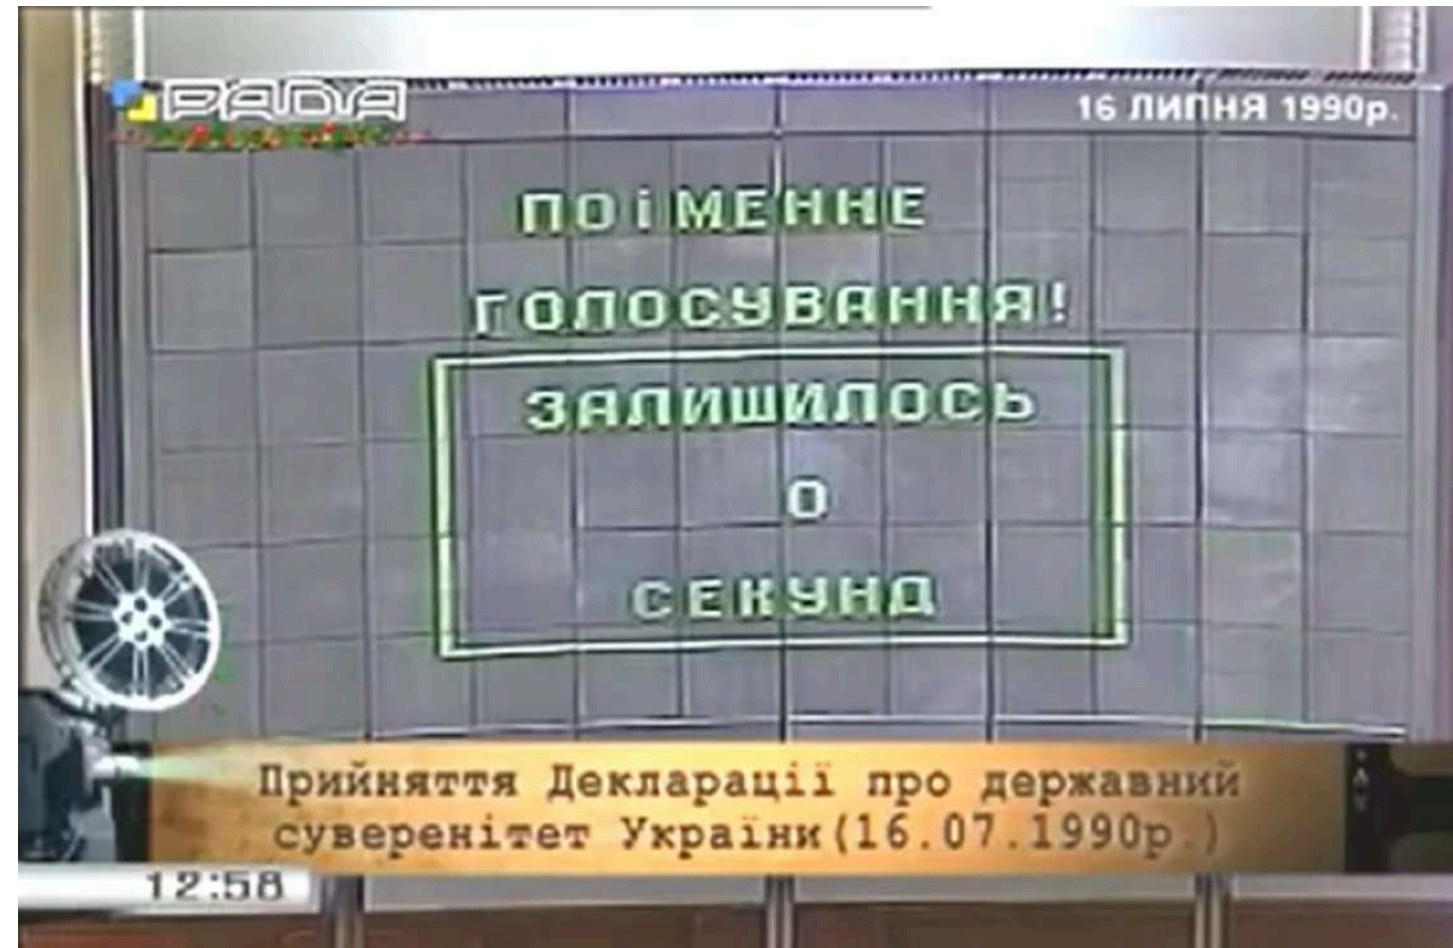 РАДА
16 ЛИПНЯ 1990р.
ПОіМЕННЕ
ГОЛОСУВАННЯ!
ЗАЛИШИЛОСЬ
0
СЕКУНД
Прийняття Декларації про державний
суверенітет України(16.07.1990р.)
12:58